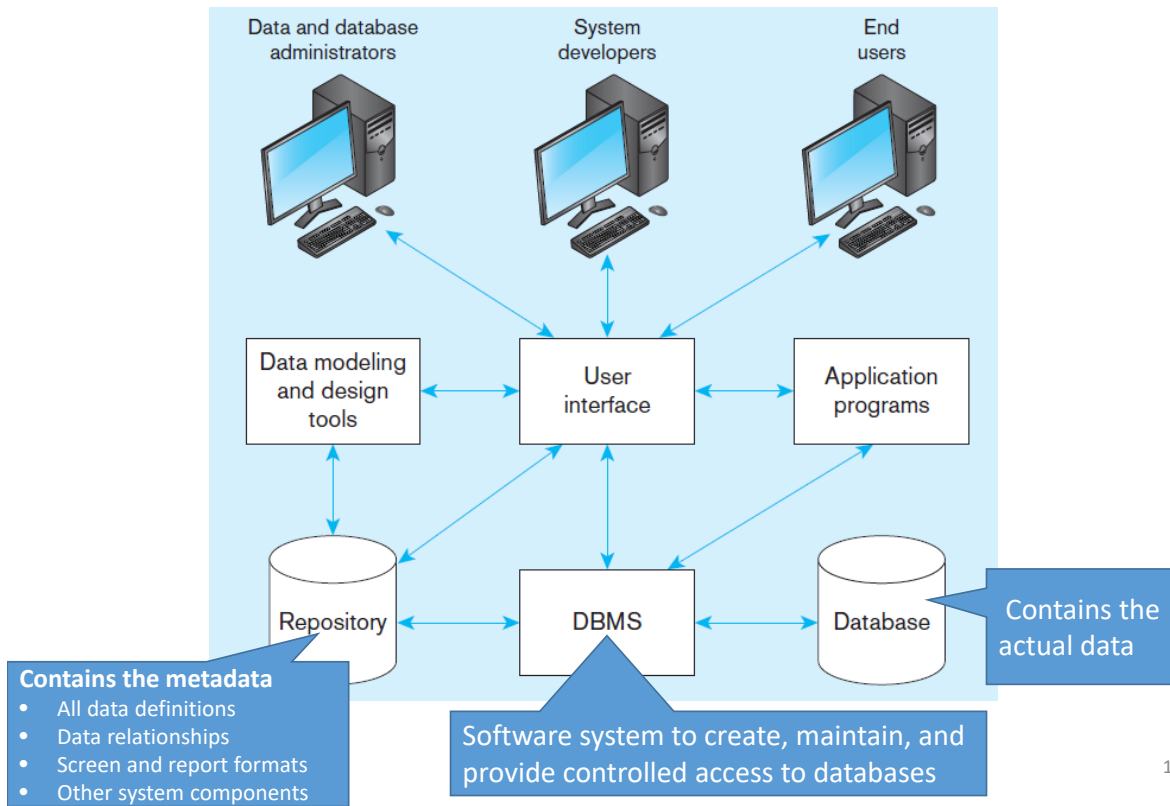 Data and database
administrators
System
developers
End
users
Data modeling
and design
tools
User
interface
Application
programs
Repository
DBMS
Database
Contains the
actual data
Contains the metadata
• All data definitions
• Data relationships
• Screen and report formats
• Other system components
Software system to create, maintain, and
provide controlled access to databases
1